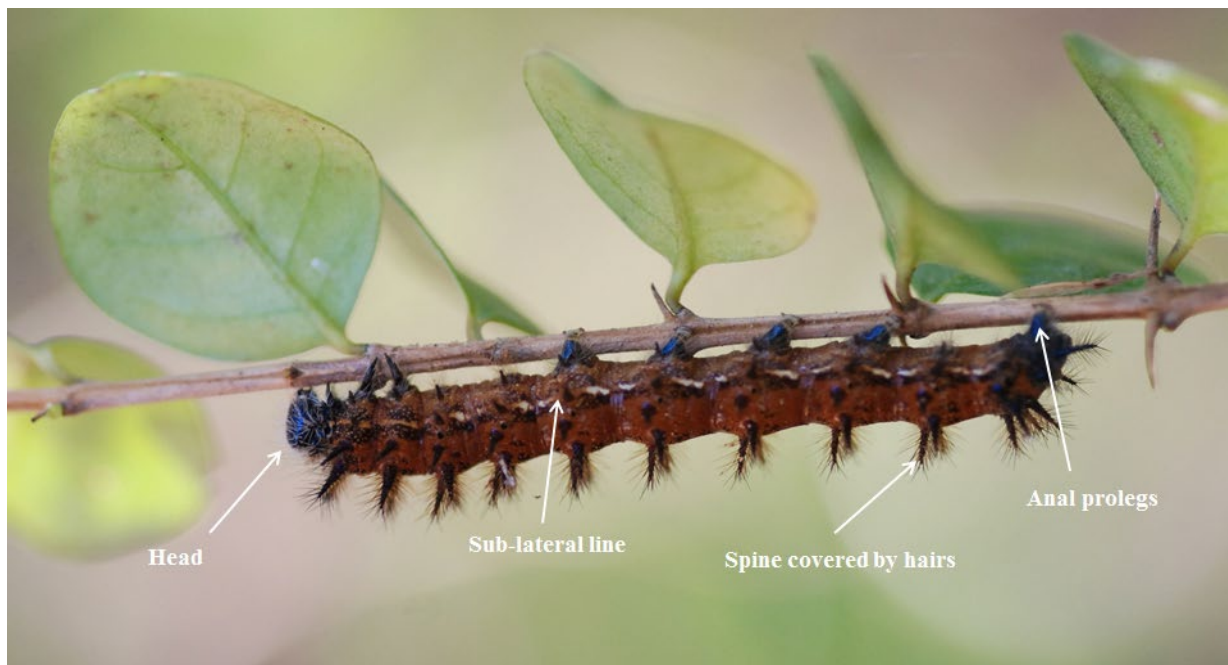 Head
Sub-lateral line
Spine covered by hairs
Anal prolegs